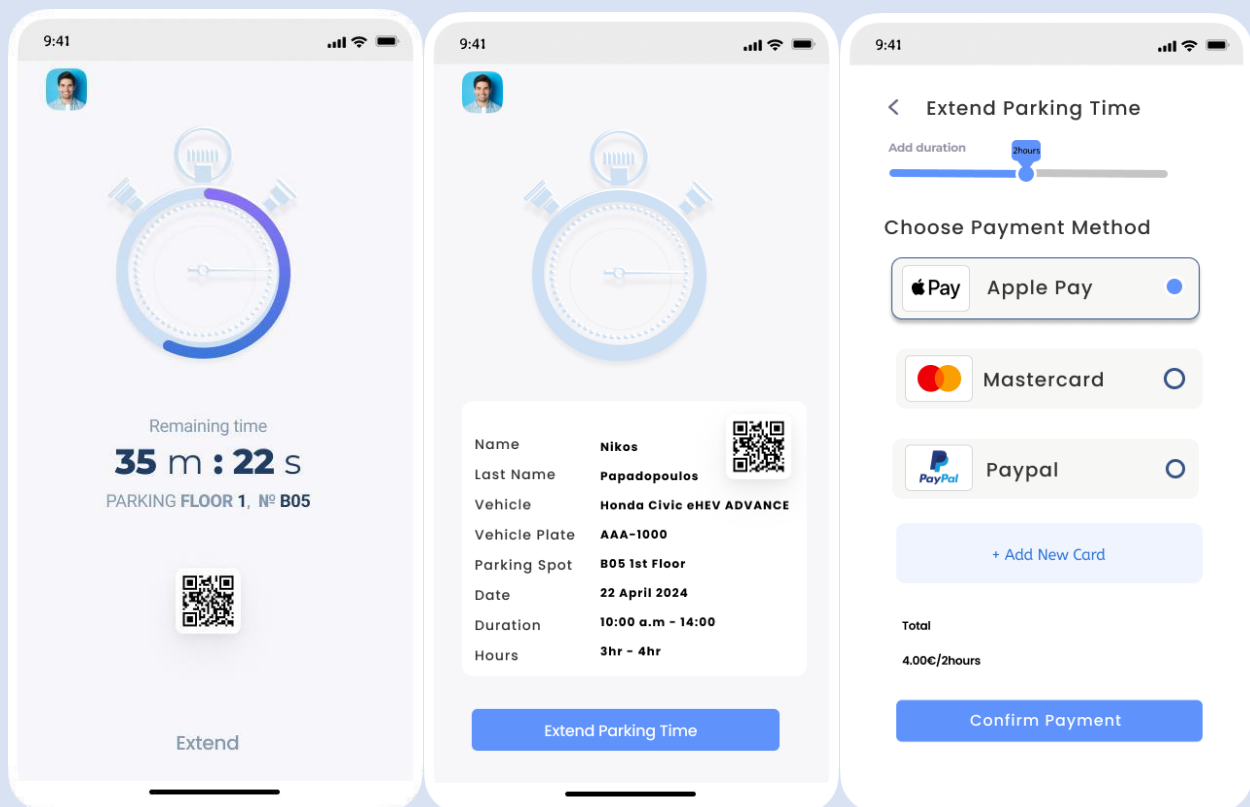 9:41
Remaining time
35 m : 22 s
PARKING FLOOR 1, № B05
Extend
9:41
Name Nikos
Last Name Papadopoulos
Vehicle Honda Civic eHEV ADVANCE
Vehicle Plate AAA-1000
Parking Spot B05 1st Floor
Date 22 April 2024
Duration 10:00 a.m - 14:00
Hours 3hr - 4hr
Extend Parking Time
9:41
Extend Parking Time
Add duration
2hours
Choose Payment Method
Pay Apple Pay
Mastercard
PayPal Paypal
+ Add New Card
Total
4.00€/2hours
Confirm Payment